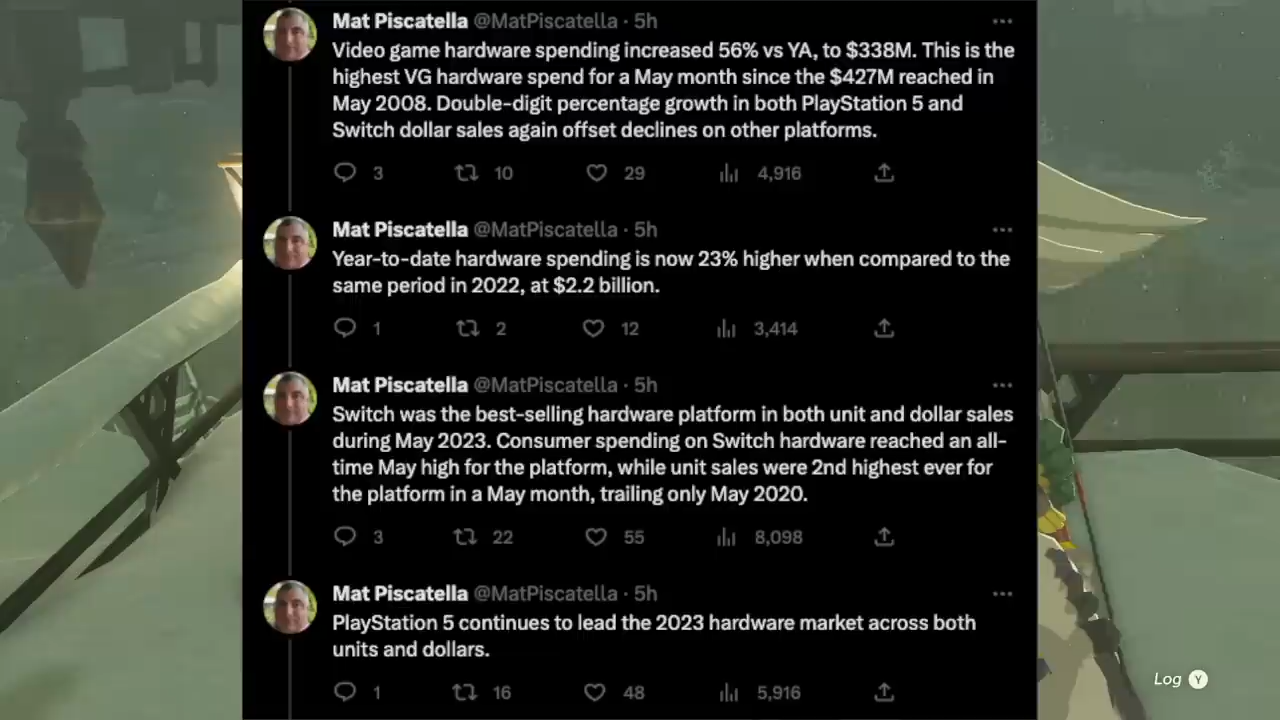 Mat Piscatella @MatPiscatella · 5h
Video game hardware spending increased 56% vs YA, to $338M. This is the
highest VG hardware spend for a May month since the $427M reached in
May 2008. Double-digit percentage growth in both PlayStation 5 and
Switch dollar sales again offset declines on other platforms.
3 10 29 4,916
Mat Piscatella @MatPiscatella · 5h
Year-to-date hardware spending is now 23% higher when compared to the
same period in 2022, at $2.2 billion.
1 2 12 3,414
Mat Piscatella @MatPiscatella · 5h
Switch was the best-selling hardware platform in both unit and dollar sales
during May 2023. Consumer spending on Switch hardware reached an all-
time May high for the platform, while unit sales were 2nd highest ever for
the platform in a May month, trailing only May 2020.
3 22 55 8,098
Mat Piscatella @MatPiscatella · 5h
PlayStation 5 continues to lead the 2023 hardware market across both
units and dollars.
1 16 48 5,916
Log Y